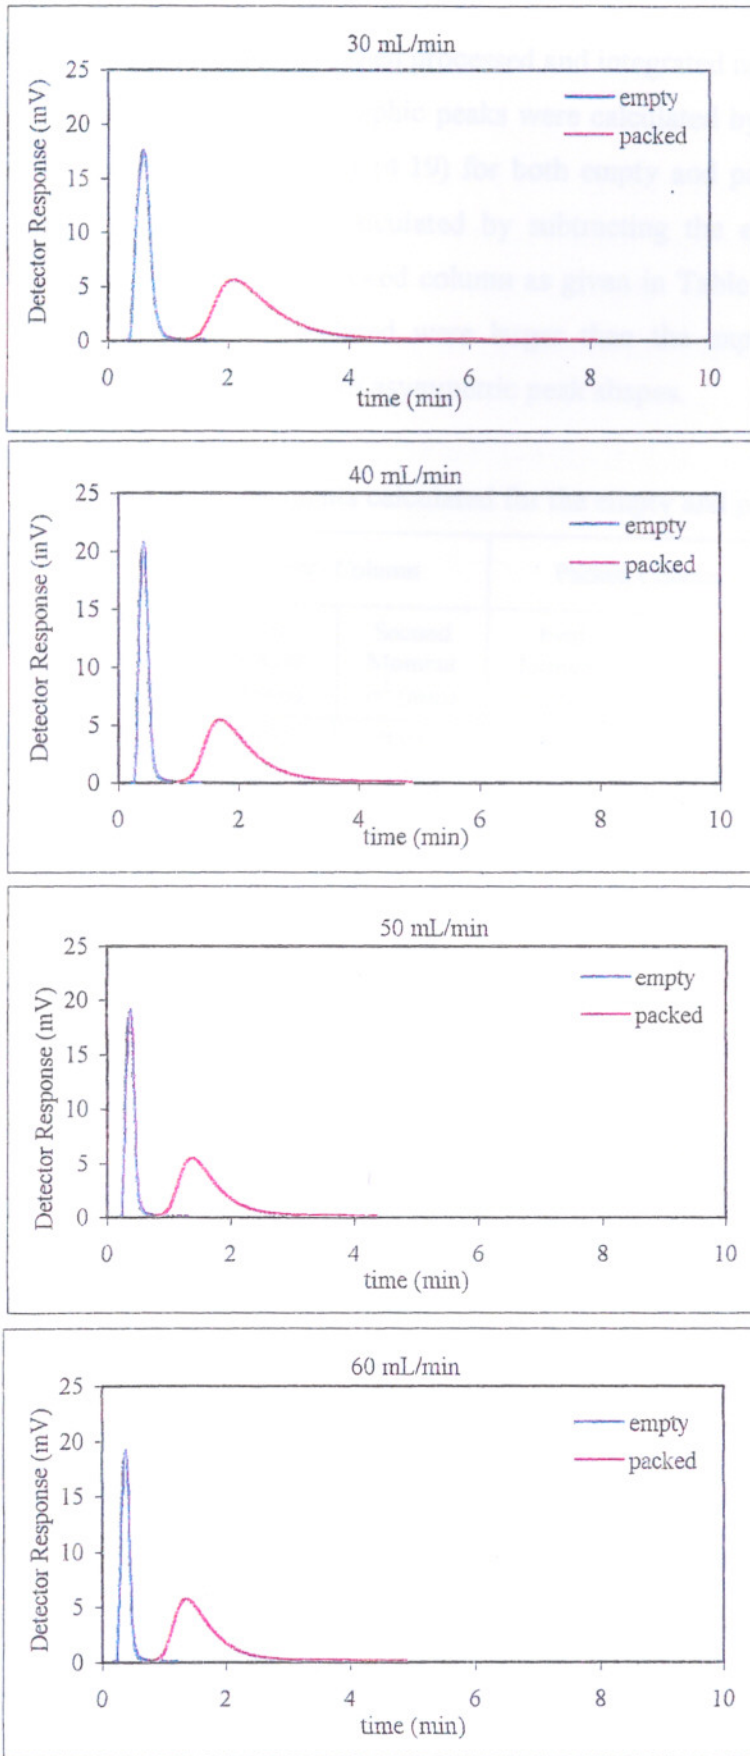 30 mL/min
Detector Response (mV)
25
20
15
10
5
0
empty
packed
0 2 4 6 8 10
time (min)
40 mL/min
Detector Response (mV)
25
20
15
10
5
0
empty
packed
0 2 4 6 8 10
time (min)
50 mL/min
Detector Response (mV)
25
20
15
10
5
0
empty
packed
0 2 4 6 8 10
time (min)
60 mL/min
Detector Response (mV)
25
20
15
10
5
0
empty
packed
0 2 4 6 8 10
time (min)